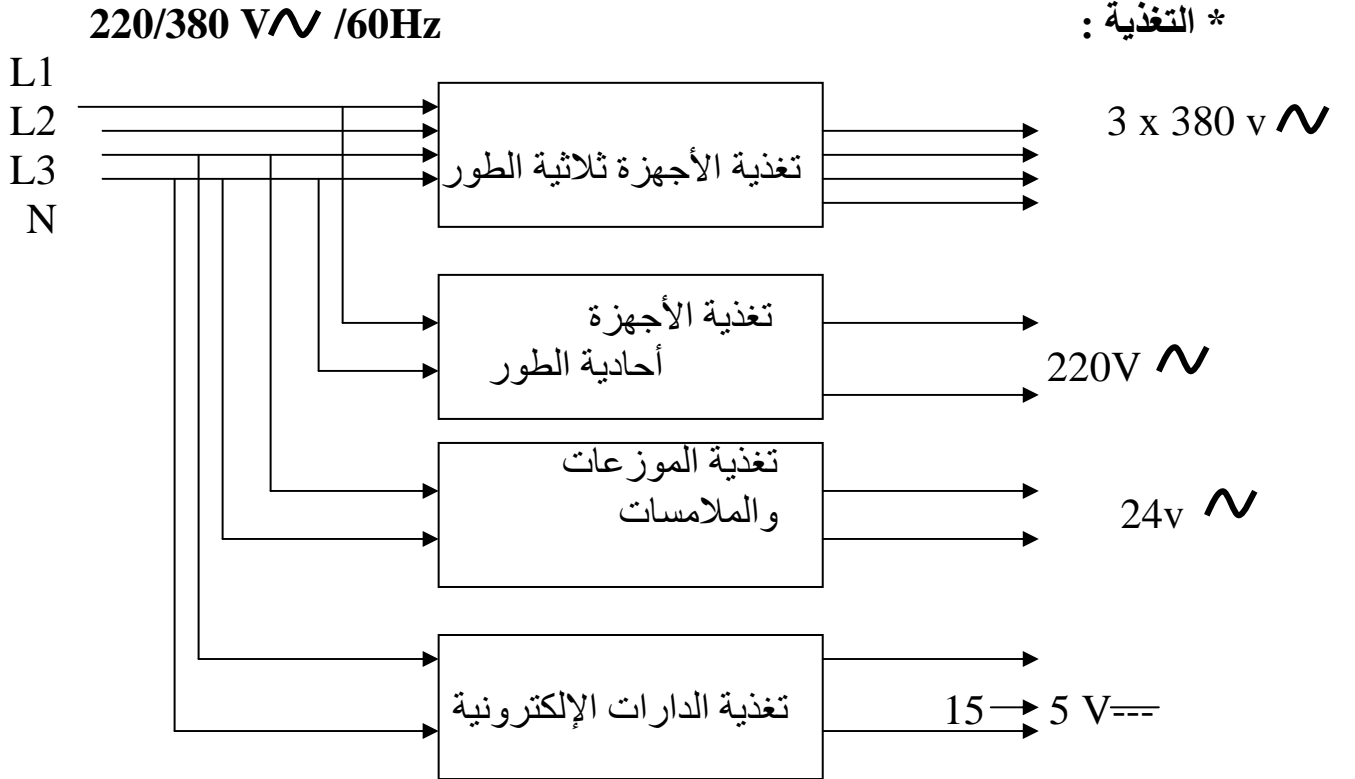 * التغذية :
220/380 V /60Hz
L1
L2
L3
N
تغذية الأجهزة ثلاثية الطور
3 x 380 v
تغذية الأجهزة
أحادية الطور
220V
تغذية الموزعات
والملامسات
24v
تغذية الدارات الإلكترونية
15 → 5 V